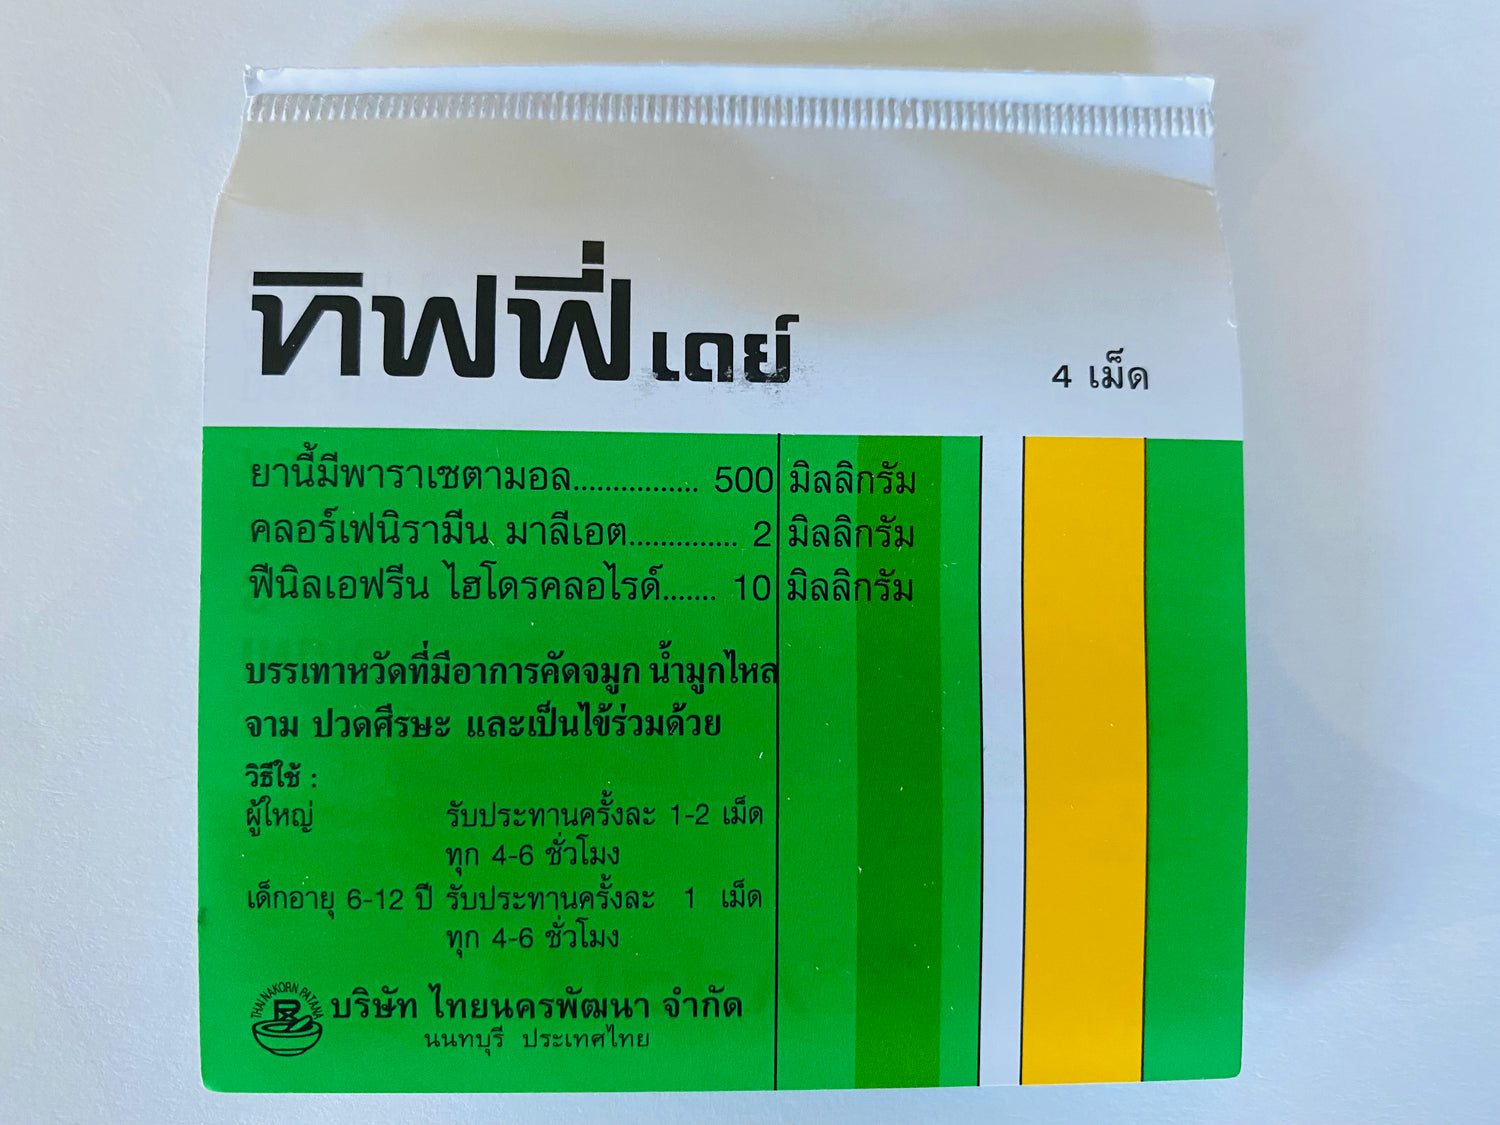 ทิฟฟี่ เดย์
4 เม็ด
ยานี้มีพาราเซตามอล................ 500 มิลลิกรัม
คลอร์เฟนิรามีน มาลีเอต.............. 2 มิลลิกรัม
ฟีนิลเอฟรีน ไฮโดรคลอไรด์....... 10 มิลลิกรัม
บรรเทาหวัดที่มีอาการคัดจมูก น้ำมูกไหล
จาม ปวดศีรษะ และเป็นไข้ร่วมด้วย
วิธีใช้ :
ผู้ใหญ่ รับประทานครั้งละ 1-2 เม็ด
ทุก 4-6 ชั่วโมง
เด็กอายุ 6-12 ปี รับประทานครั้งละ 1 เม็ด
ทุก 4-6 ชั่วโมง
THAI NAKORN PATANA
บริษัท ไทยนครพัฒนา จำกัด
นนทบุรี ประเทศไทย